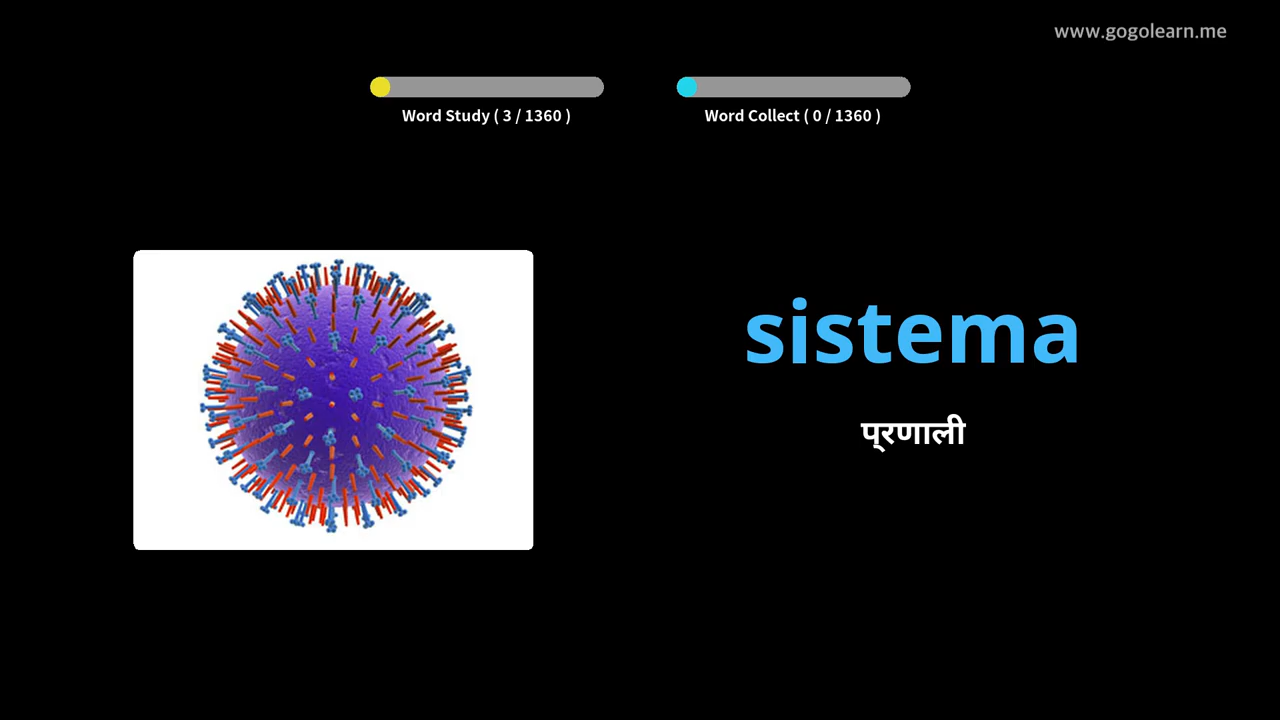 www.gogolearn.me
Word Study ( 3 / 1360 )
Word Collect ( 0 / 1360 )
sistema
प्रणाली